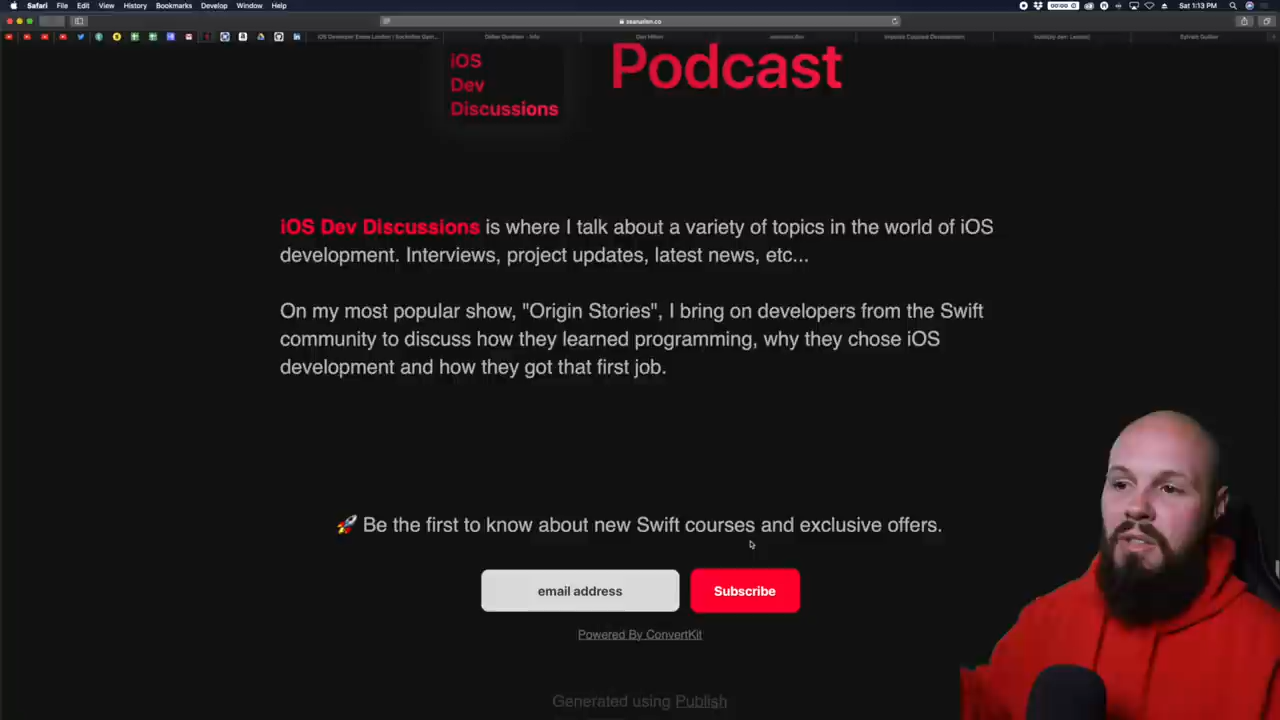 Safari File Edit View History Bookmarks Develop Window Help
00:00
Sat 1:13 PM
seanallen.co
iOS
Dev
Discussions
Podcast
iOS Dev Discussions is where I talk about a variety of topics in the world of iOS
development. Interviews, project updates, latest news, etc...
On my most popular show, "Origin Stories", I bring on developers from the Swift
community to discuss how they learned programming, why they chose iOS
development and how they got that first job.
🚀 Be the first to know about new Swift courses and exclusive offers.
email address
Subscribe
Powered By ConvertKit
Generated using Publish